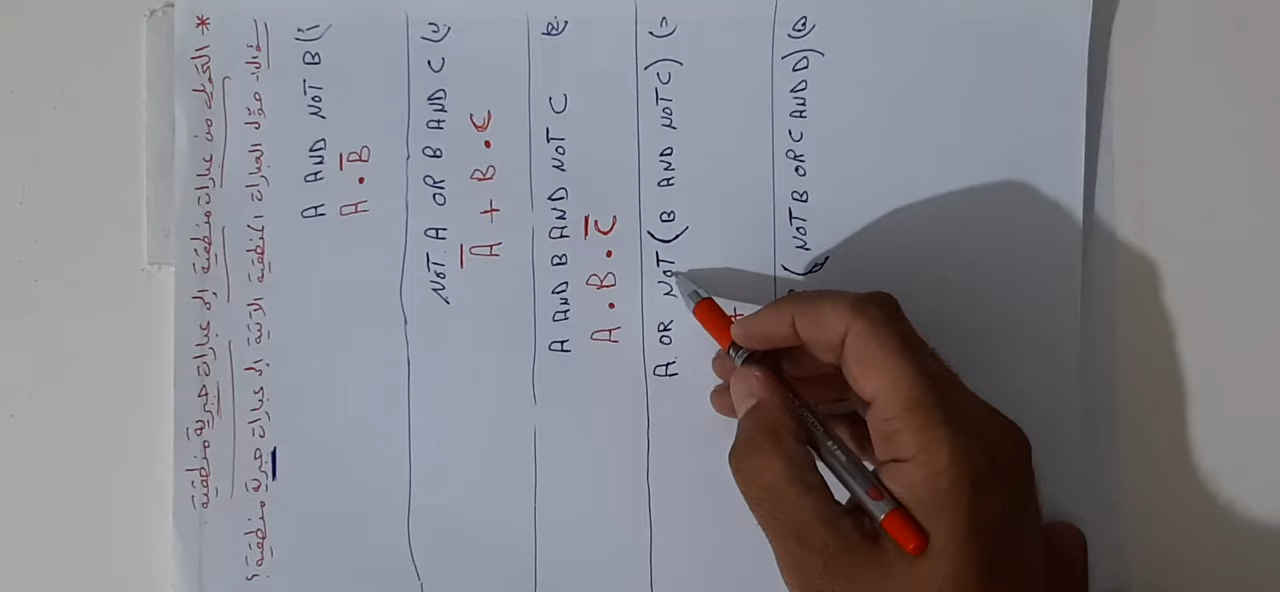 * التحويل من عبارات منطقية إلى عبارات جبرية منطقية.
سؤال:- حوّل العبارات المنطقية الآتية إلى عبارات جبرية منطقية؟
أ) A AND NOT B
A . B̅
ب) NOT A OR B AND C
A̅ + B . C
ج) A AND B AND NOT C
A . B . C̅
د) A OR NOT (B AND NOT C)
+
هـ) (NOT B OR C AND D)